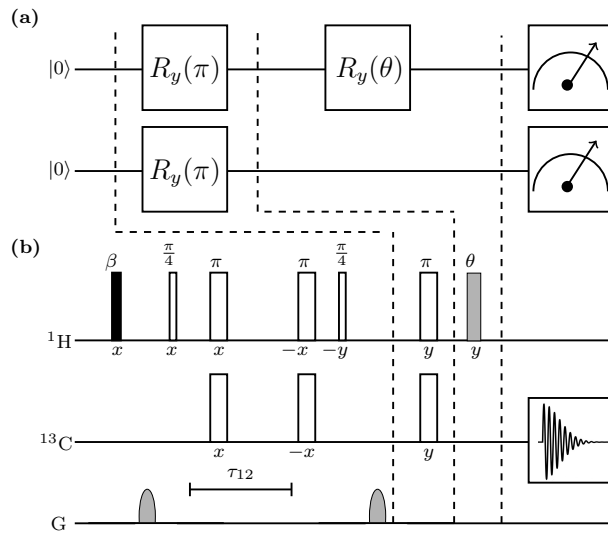 (a)
|0⟩ R_y(π) R_y(θ)
|0⟩ R_y(π)
(b)
β π/4 π π π/4 π θ
¹H
x x x −x −y y y
¹³C
x −x y
τ₁₂
G